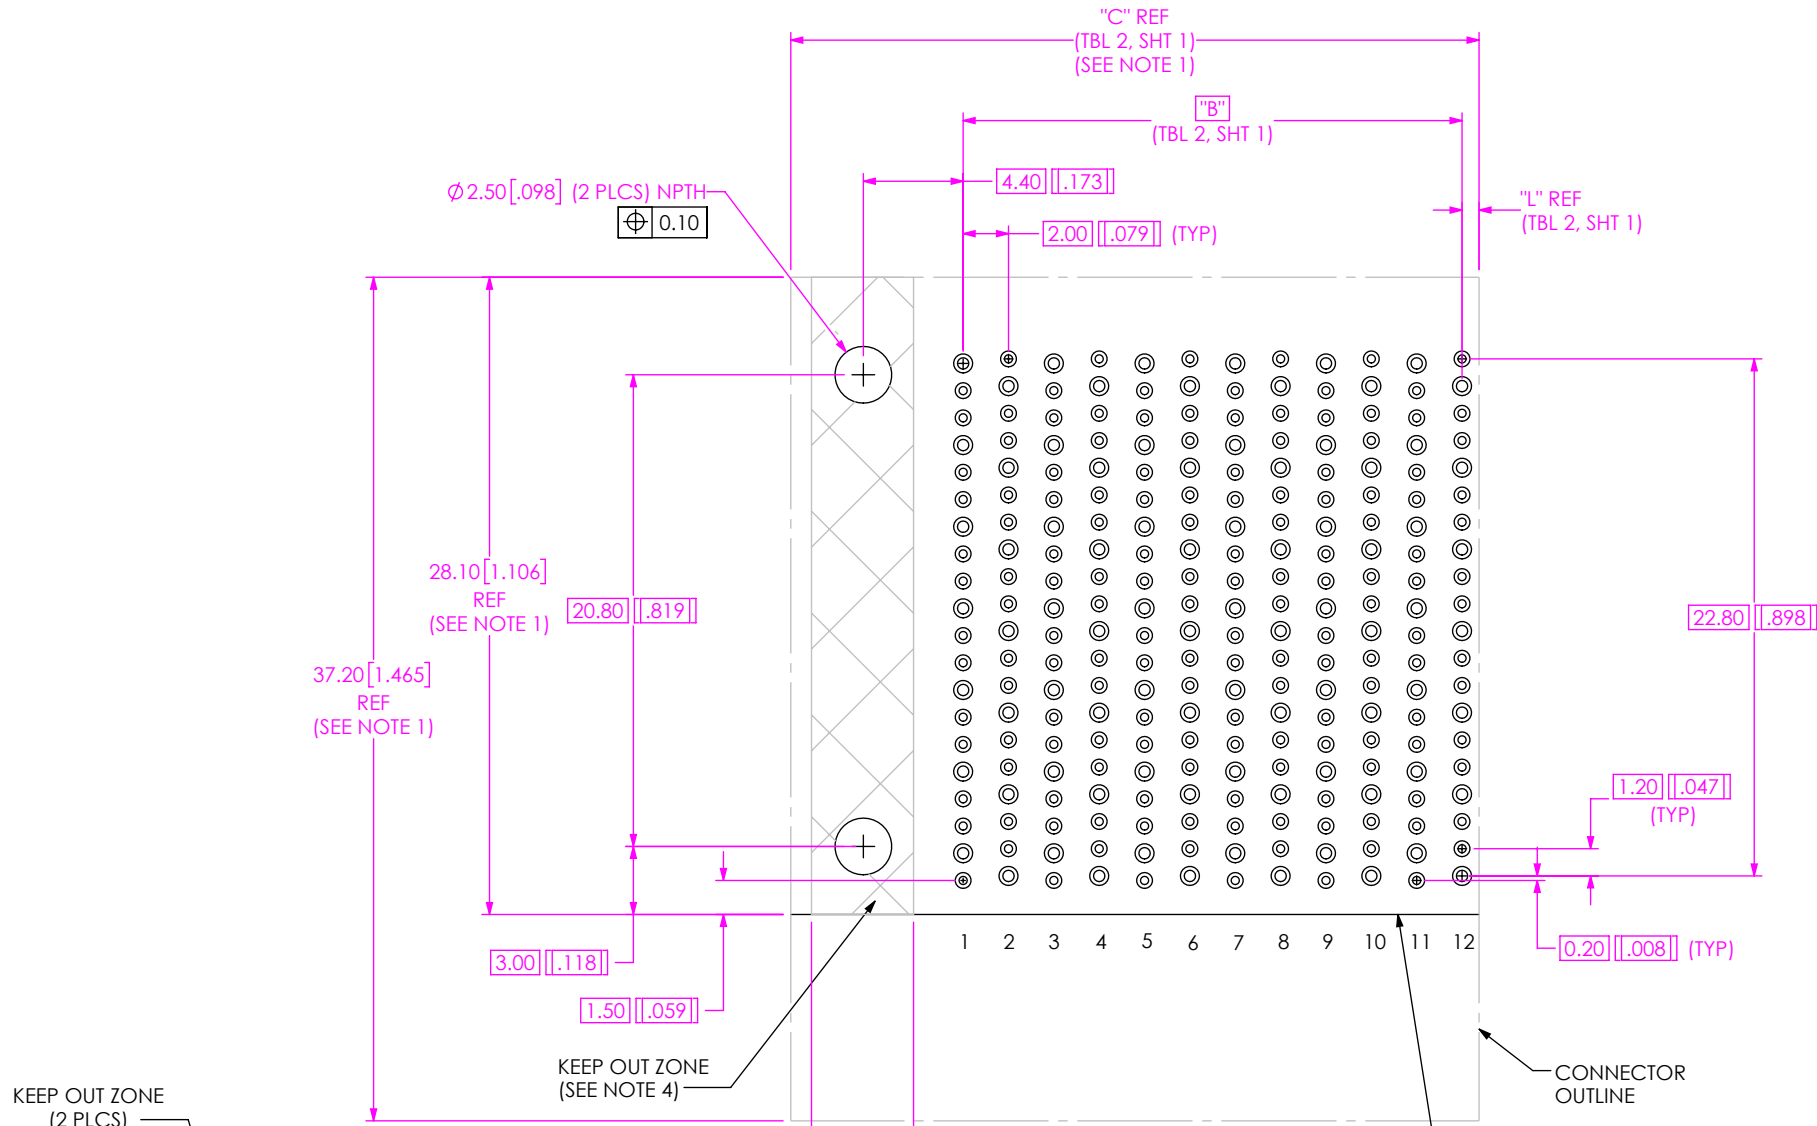 "C" REF
(TBL 2, SHT 1)
(SEE NOTE 1)
"B"
(TBL 2, SHT 1)
4.40 [.173]
Ø2.50[.098] (2 PLCS) NPTH
⌖ 0.10
"L" REF
(TBL 2, SHT 1)
2.00 [.079] (TYP)
28.10[1.106]
REF
(SEE NOTE 1)
20.80 [.819]
22.80 [.898]
37.20[1.465]
REF
(SEE NOTE 1)
1.20 [.047]
(TYP)
1 2 3 4 5 6 7 8 9 10 11 12
0.20 [.008] (TYP)
3.00 [.118]
1.50 [.059]
KEEP OUT ZONE
(SEE NOTE 4)
CONNECTOR
OUTLINE
KEEP OUT ZONE
(2 PLCS)